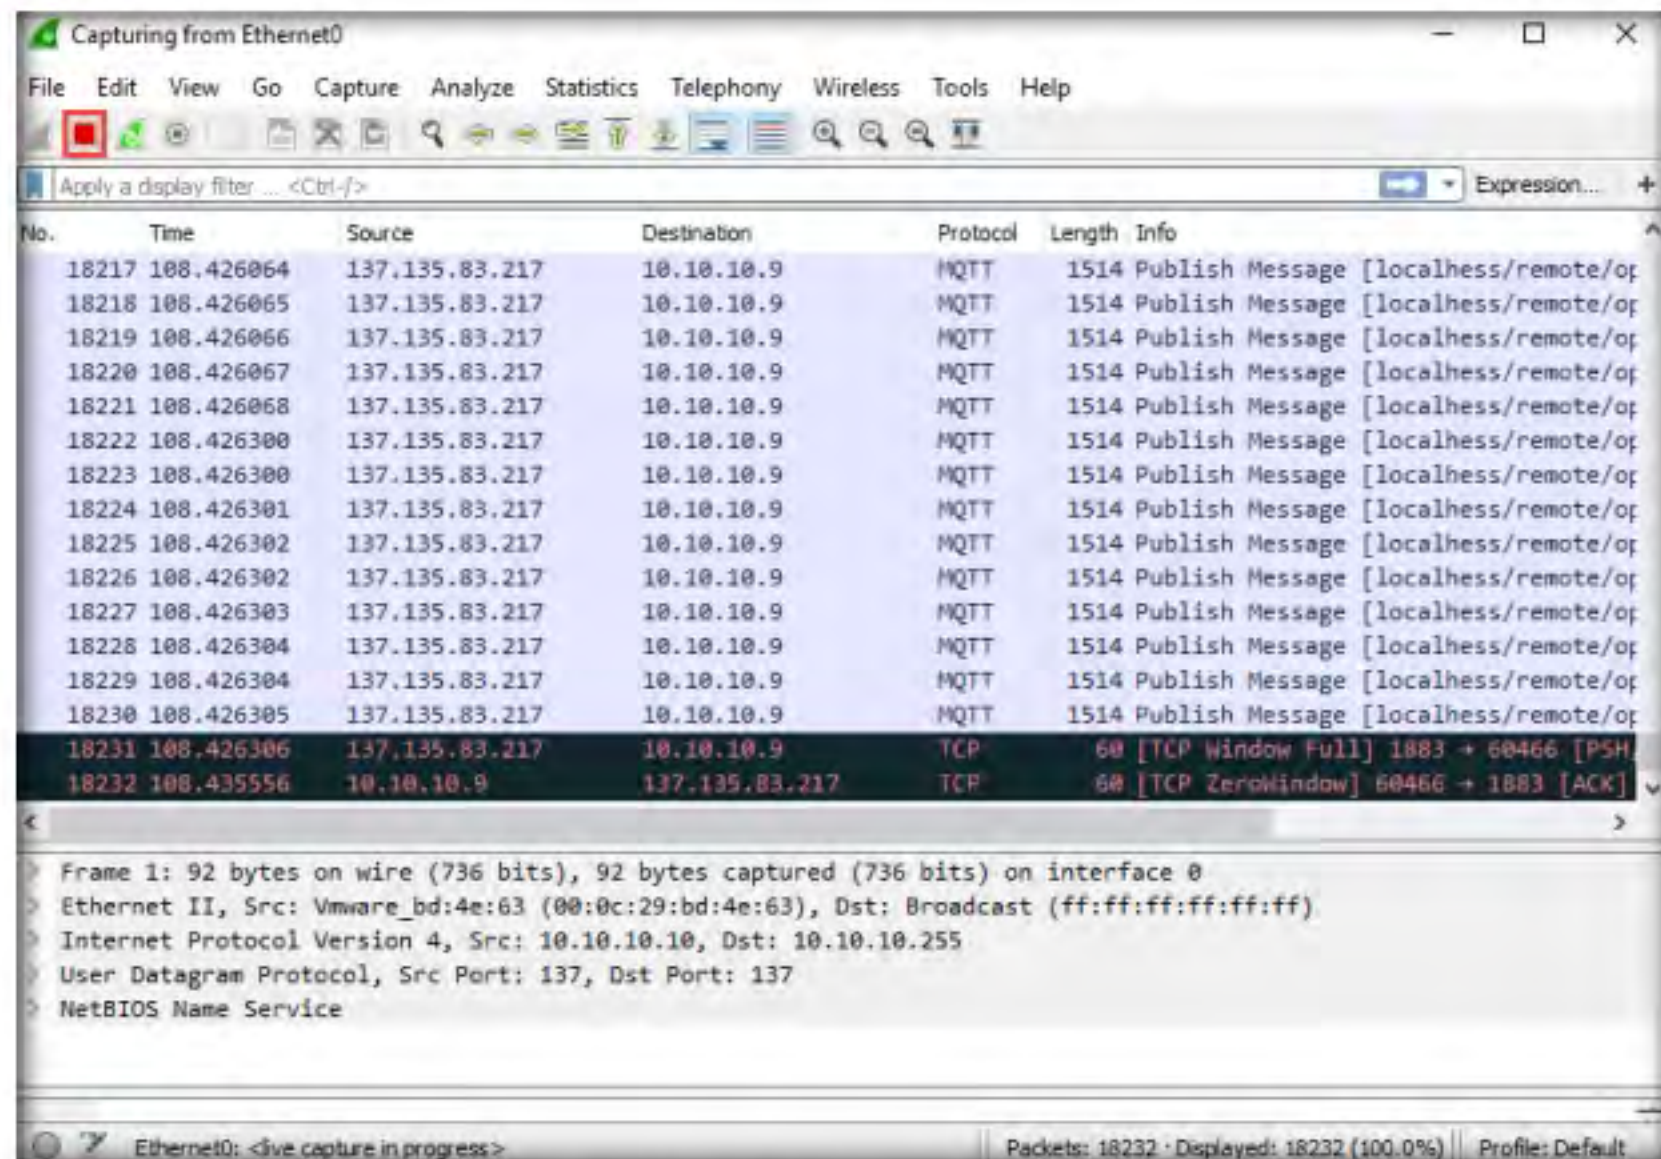 Capturing from Ethernet0
File Edit View Go Capture Analyze Statistics Telephony Wireless Tools Help
Apply a display filter ... <Ctrl-/> Expression... +
No. Time Source Destination Protocol Length Info
18217 108.426064 137.135.83.217 10.10.10.9 MQTT 1514 Publish Message [localhess/remote/op
18218 108.426065 137.135.83.217 10.10.10.9 MQTT 1514 Publish Message [localhess/remote/op
18219 108.426066 137.135.83.217 10.10.10.9 MQTT 1514 Publish Message [localhess/remote/op
18220 108.426067 137.135.83.217 10.10.10.9 MQTT 1514 Publish Message [localhess/remote/op
18221 108.426068 137.135.83.217 10.10.10.9 MQTT 1514 Publish Message [localhess/remote/op
18222 108.426300 137.135.83.217 10.10.10.9 MQTT 1514 Publish Message [localhess/remote/op
18223 108.426300 137.135.83.217 10.10.10.9 MQTT 1514 Publish Message [localhess/remote/op
18224 108.426301 137.135.83.217 10.10.10.9 MQTT 1514 Publish Message [localhess/remote/op
18225 108.426302 137.135.83.217 10.10.10.9 MQTT 1514 Publish Message [localhess/remote/op
18226 108.426302 137.135.83.217 10.10.10.9 MQTT 1514 Publish Message [localhess/remote/op
18227 108.426303 137.135.83.217 10.10.10.9 MQTT 1514 Publish Message [localhess/remote/op
18228 108.426304 137.135.83.217 10.10.10.9 MQTT 1514 Publish Message [localhess/remote/op
18229 108.426304 137.135.83.217 10.10.10.9 MQTT 1514 Publish Message [localhess/remote/op
18230 108.426305 137.135.83.217 10.10.10.9 MQTT 1514 Publish Message [localhess/remote/op
18231 108.426306 137.135.83.217 10.10.10.9 TCP 60 [TCP Window Full] 1883 → 60466 [PSH,
18232 108.435556 10.10.10.9 137.135.83.217 TCP 60 [TCP ZeroWindow] 60466 → 1883 [ACK]
Frame 1: 92 bytes on wire (736 bits), 92 bytes captured (736 bits) on interface 0
Ethernet II, Src: Vmware_bd:4e:63 (00:0c:29:bd:4e:63), Dst: Broadcast (ff:ff:ff:ff:ff:ff)
Internet Protocol Version 4, Src: 10.10.10.10, Dst: 10.10.10.255
User Datagram Protocol, Src Port: 137, Dst Port: 137
NetBIOS Name Service
Ethernet0: <live capture in progress> Packets: 18232 · Displayed: 18232 (100.0%) Profile: Default